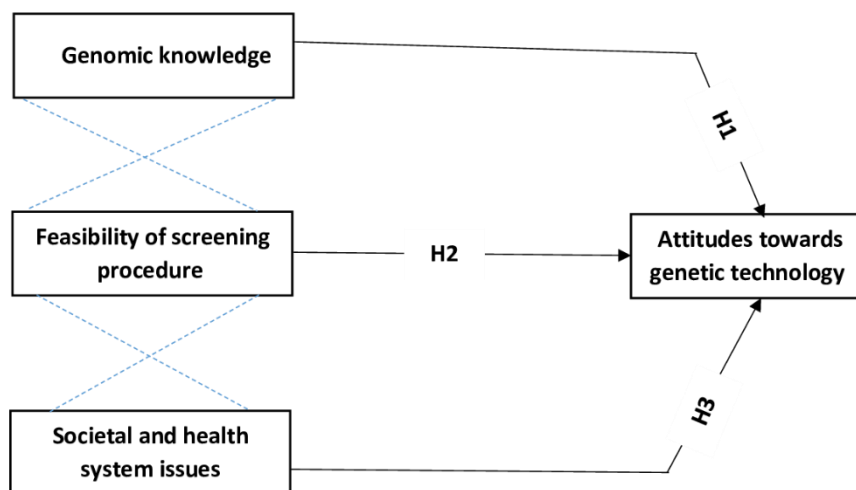 Genomic knowledge
H1
Feasibility of screening
procedure
H2
Attitudes towards
genetic technology
H3
Societal and health
system issues